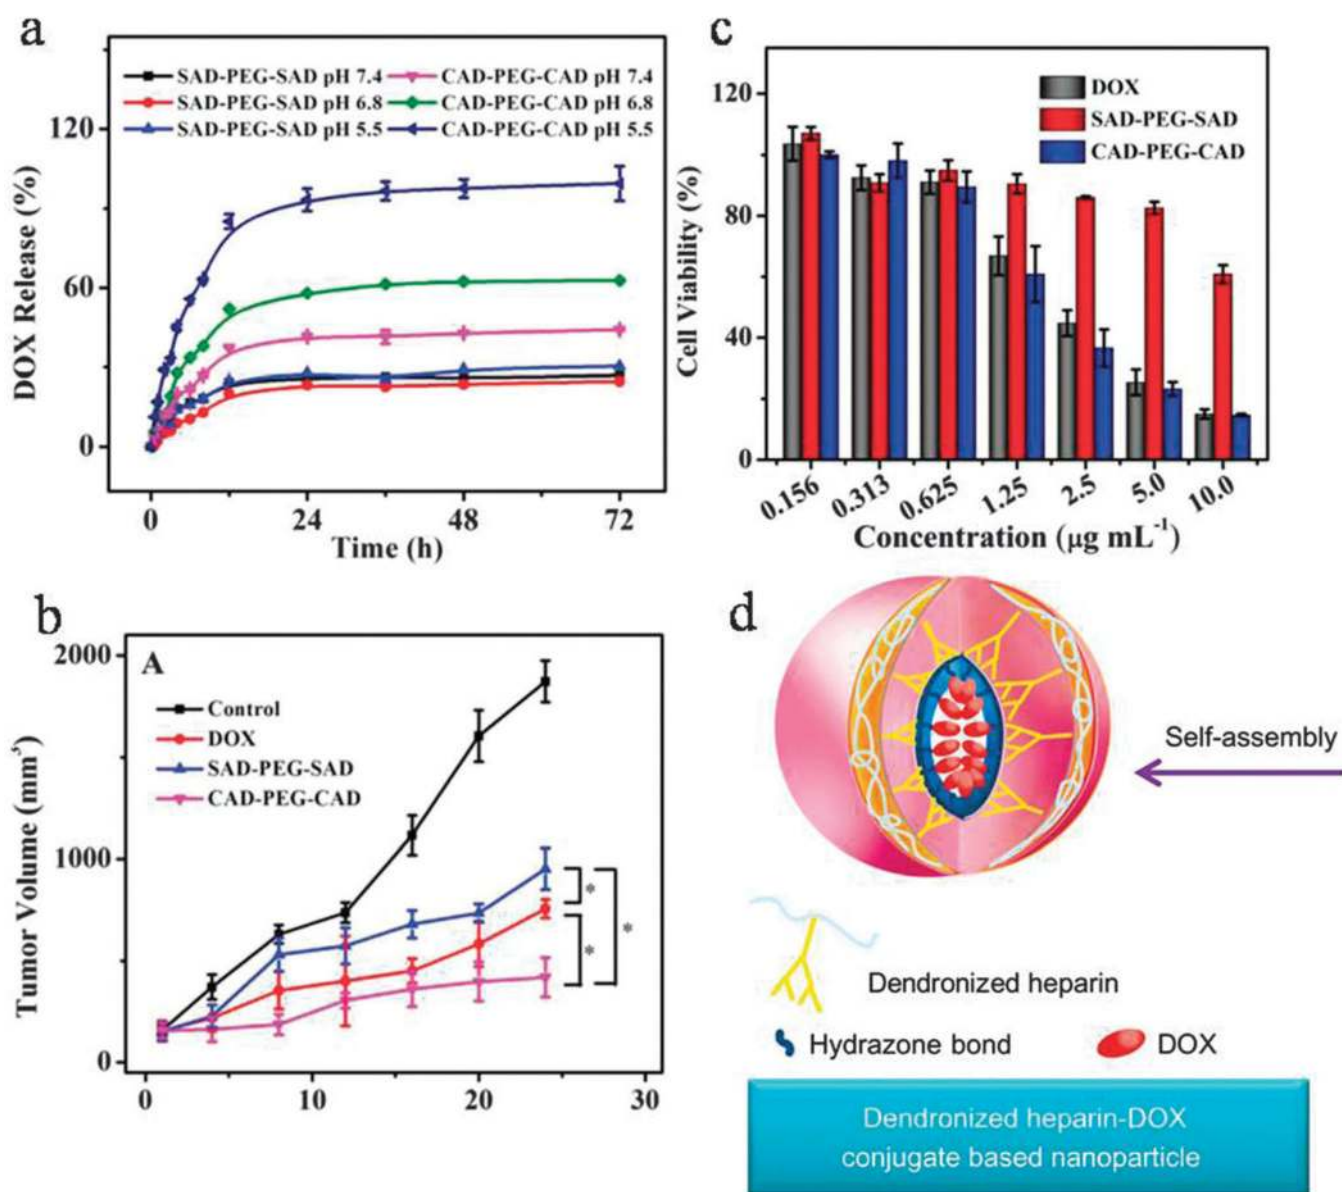 a
SAD-PEG-SAD pH 7.4
SAD-PEG-SAD pH 6.8
SAD-PEG-SAD pH 5.5
CAD-PEG-CAD pH 7.4
CAD-PEG-CAD pH 6.8
CAD-PEG-CAD pH 5.5
DOX Release (%)
120
60
0
0 24 48 72
Time (h)
c
DOX
SAD-PEG-SAD
CAD-PEG-CAD
Cell Viability (%)
120
80
40
0
0.156 0.313 0.625 1.25 2.5 5.0 10.0
Concentration (μg mL⁻¹)
b
A
Control
DOX
SAD-PEG-SAD
CAD-PEG-CAD
Tumor Volume (mm³)
2000
1000
0
0 10 20 30
*
*
*
d
Self-assembly
Dendronized heparin
Hydrazone bond
DOX
Dendronized heparin-DOX
conjugate based nanoparticle